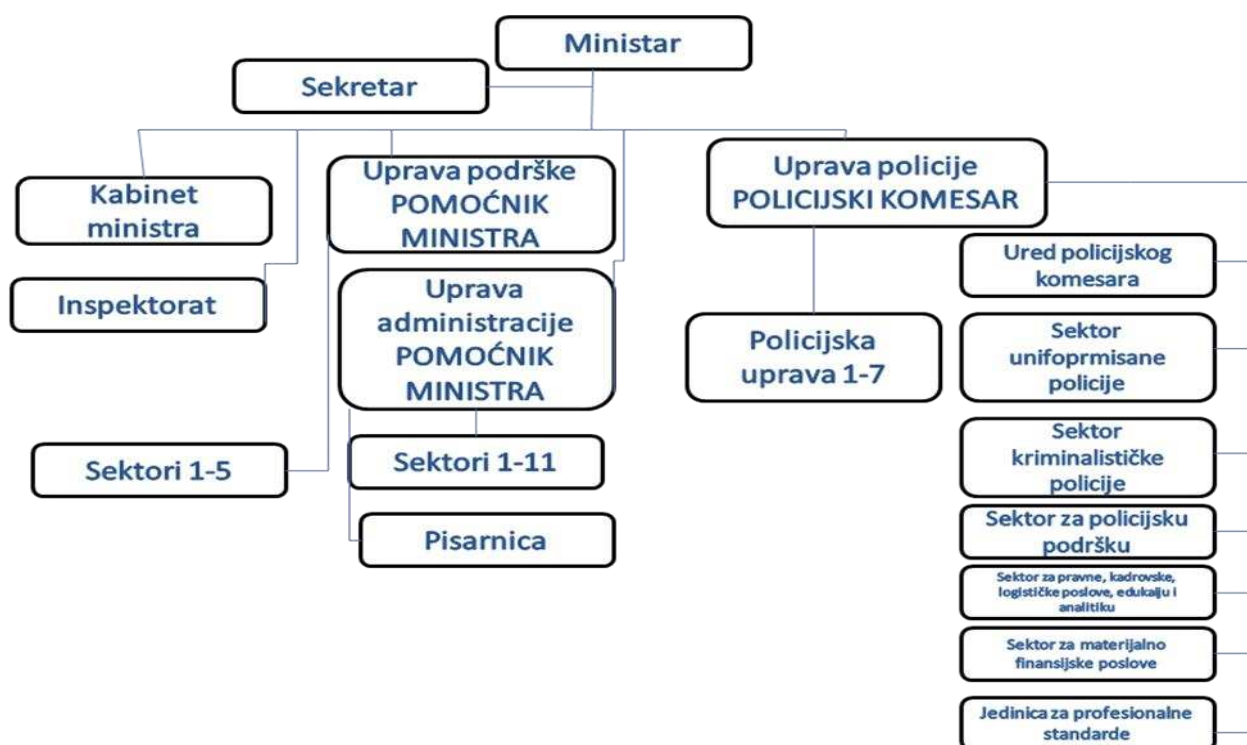 Ministar
Sekretar
Kabinet
ministra
Inspektorat
Uprava podrške
POMOĆNIK
MINISTRA
Uprava
administracije
POMOĆNIK
MINISTRA
Sektori 1-5
Sektori 1-11
Pisarnica
Uprava policije
POLICIJSKI KOMESAR
Policijska
uprava 1-7
Ured policijskog
komesara
Sektor
unifoprmisane
policije
Sektor
kriminalističke
policije
Sektor za policijsku
podršku
Sektor za pravne, kadrovske,
logističke poslove, edukaiju i
analitiku
Sektor za materijalno
finansijske poslove
Jedinica za profesionalne
standarde